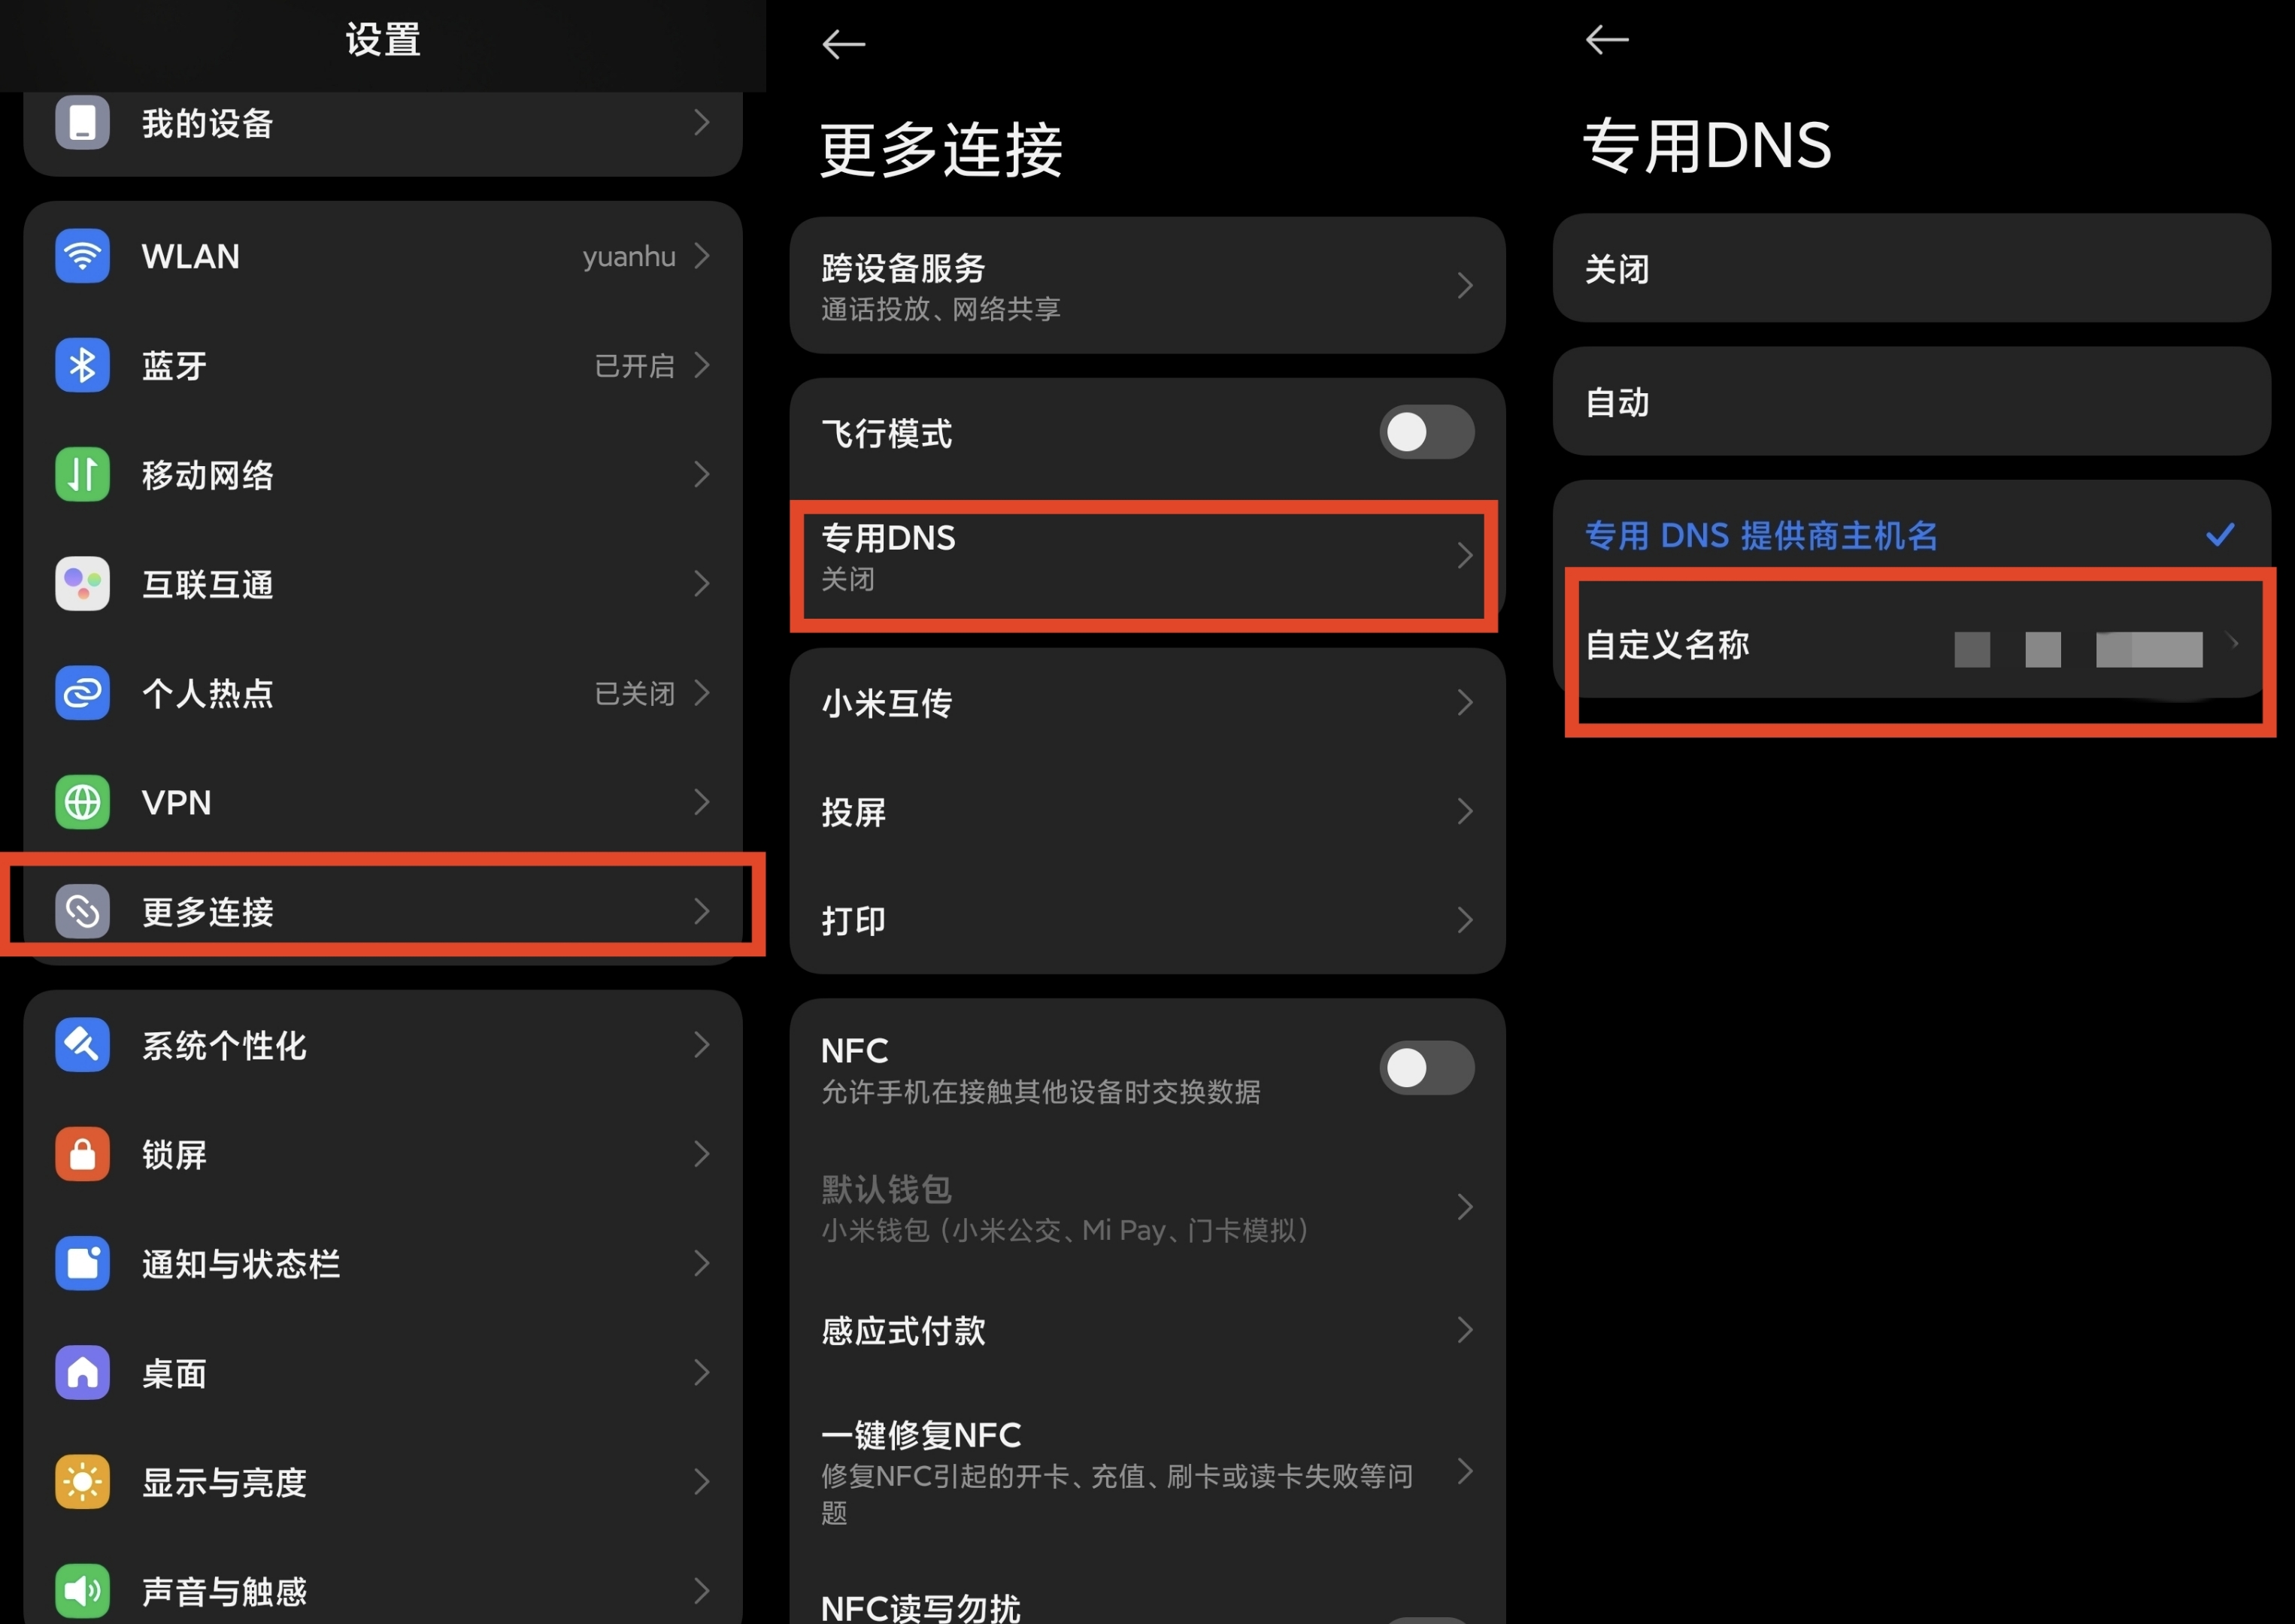 设置
我的设备
WLAN
yuanhu
蓝牙
已开启
移动网络
互联互通
个人热点
已关闭
VPN
更多连接
系统个性化
锁屏
通知与状态栏
桌面
显示与亮度
声音与触感
更多连接
跨设备服务
通话投放、网络共享
飞行模式
专用DNS
关闭
小米互传
投屏
打印
NFC
允许手机在接触其他设备时交换数据
默认钱包
小米钱包（小米公交、Mi Pay、门卡模拟）
感应式付款
一键修复NFC
修复NFC引起的开卡、充值、刷卡或读卡失败等问
题
NFC读写勿扰
专用DNS
关闭
自动
专用 DNS 提供商主机名
自定义名称